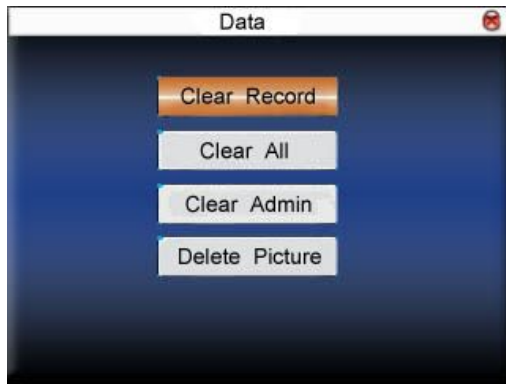 Data
Clear Record
Clear All
Clear Admin
Delete Picture